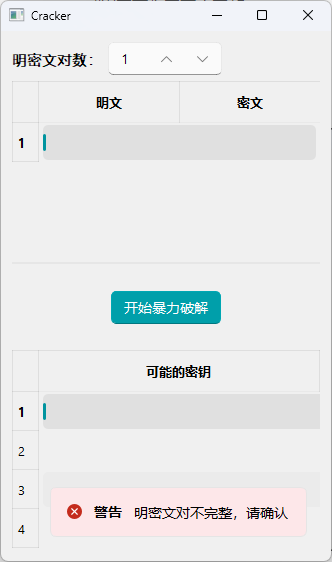 Cracker
明密文对数： 1
明文 密文
1
开始暴力破解
可能的密钥
1
2
3
警告 明密文对不完整，请确认
4